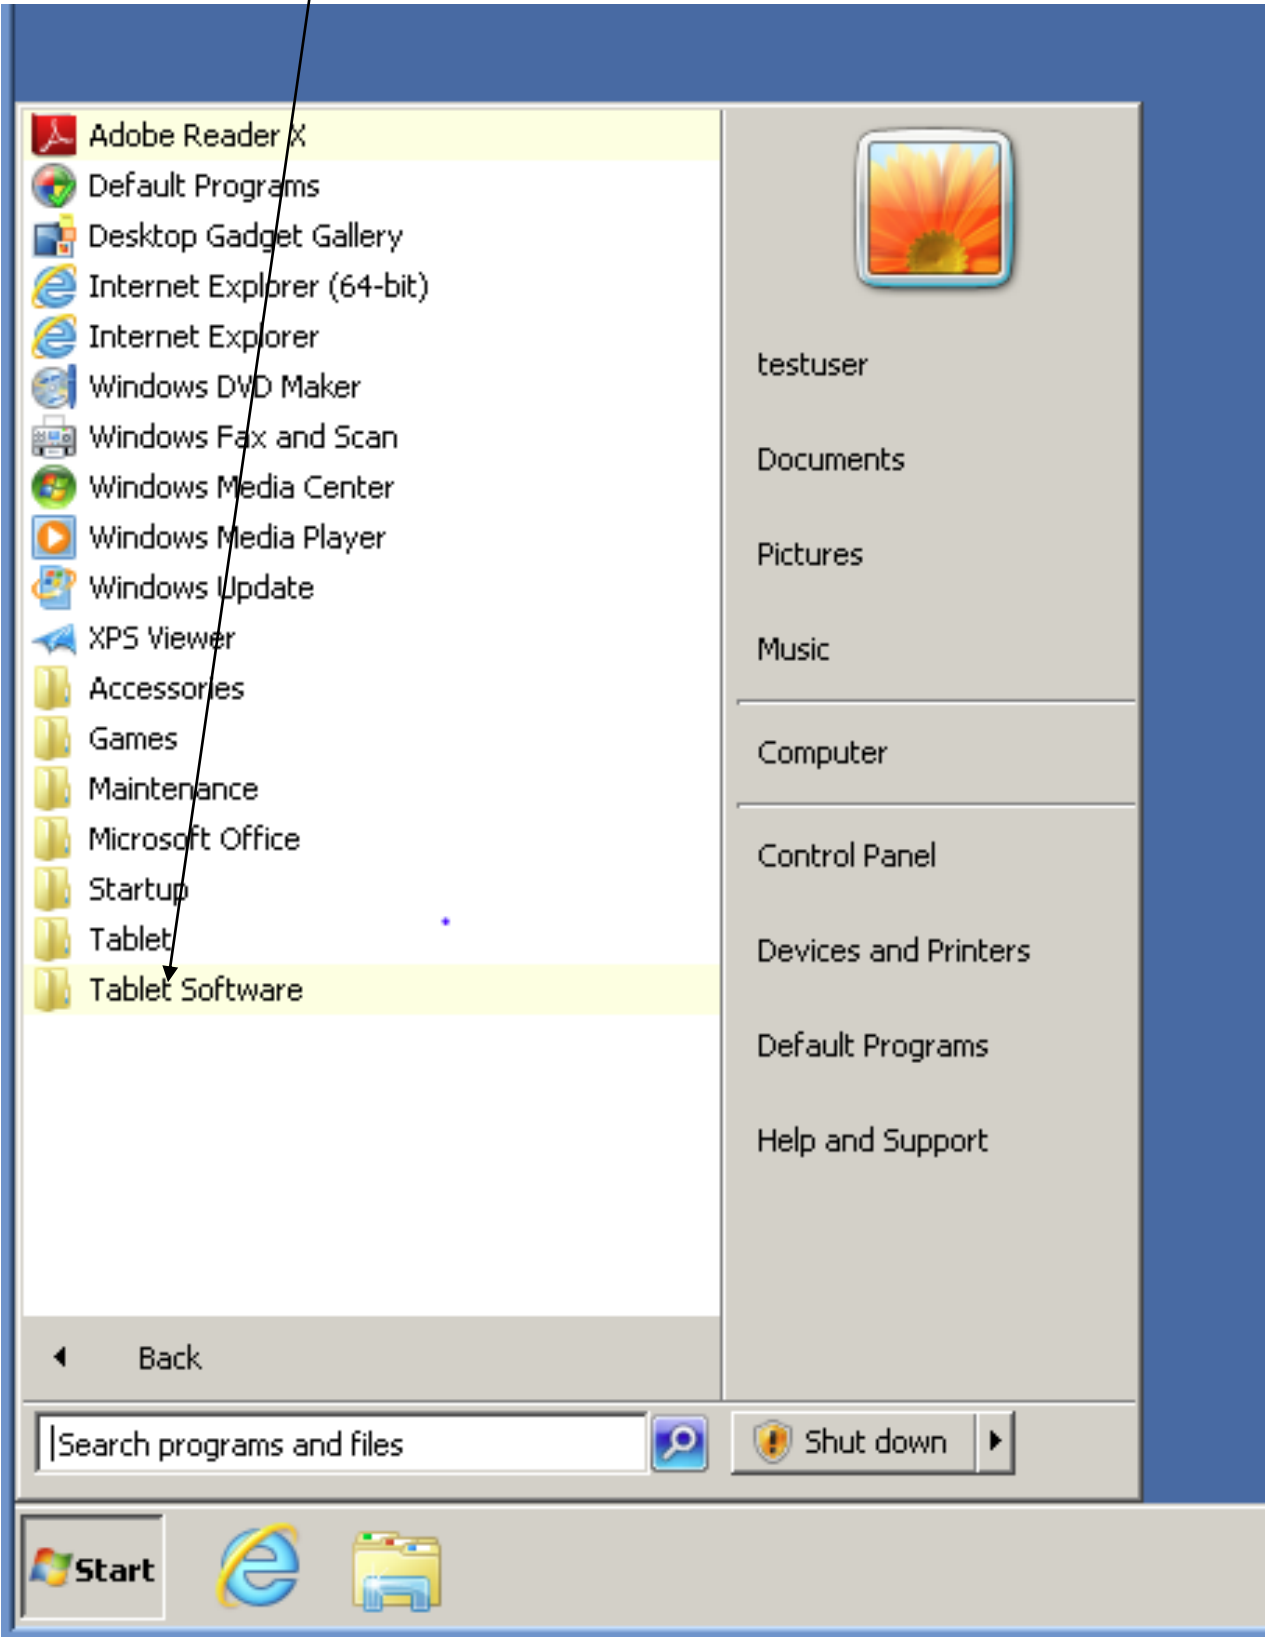 Adobe Reader X
Default Programs
Desktop Gadget Gallery
Internet Explorer (64-bit)
Internet Explorer
Windows DVD Maker
Windows Fax and Scan
Windows Media Center
Windows Media Player
Windows Update
XPS Viewer
Accessories
Games
Maintenance
Microsoft Office
Startup
Tablet
Tablet Software
Back
Search programs and files
testuser
Documents
Pictures
Music
Computer
Control Panel
Devices and Printers
Default Programs
Help and Support
Shut down
Start